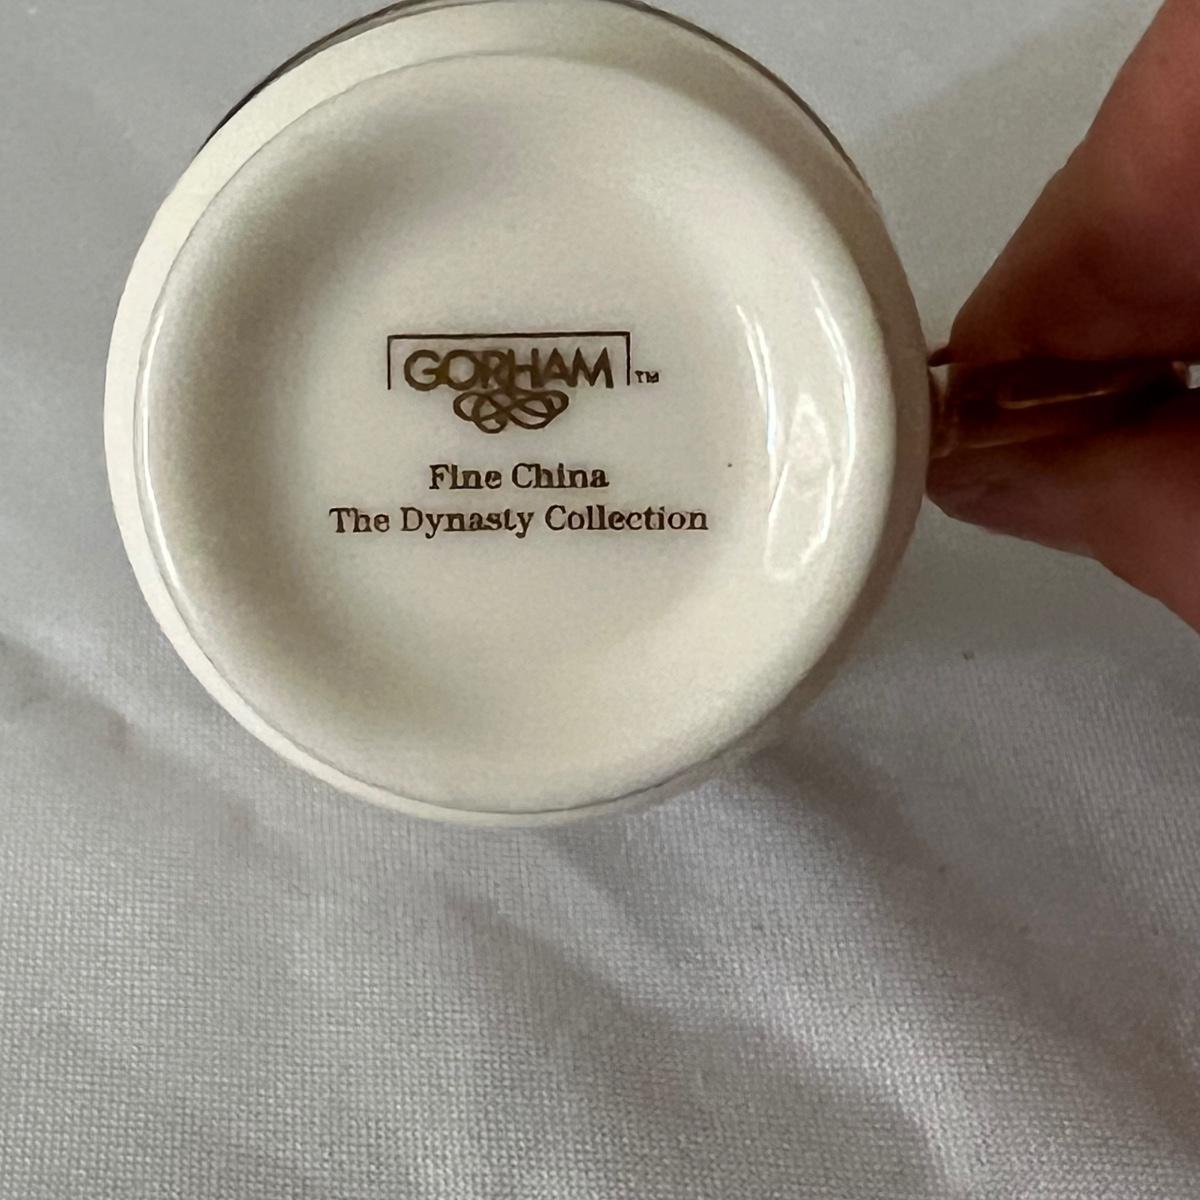 GORHAM™
Fine China
The Dynasty Collection